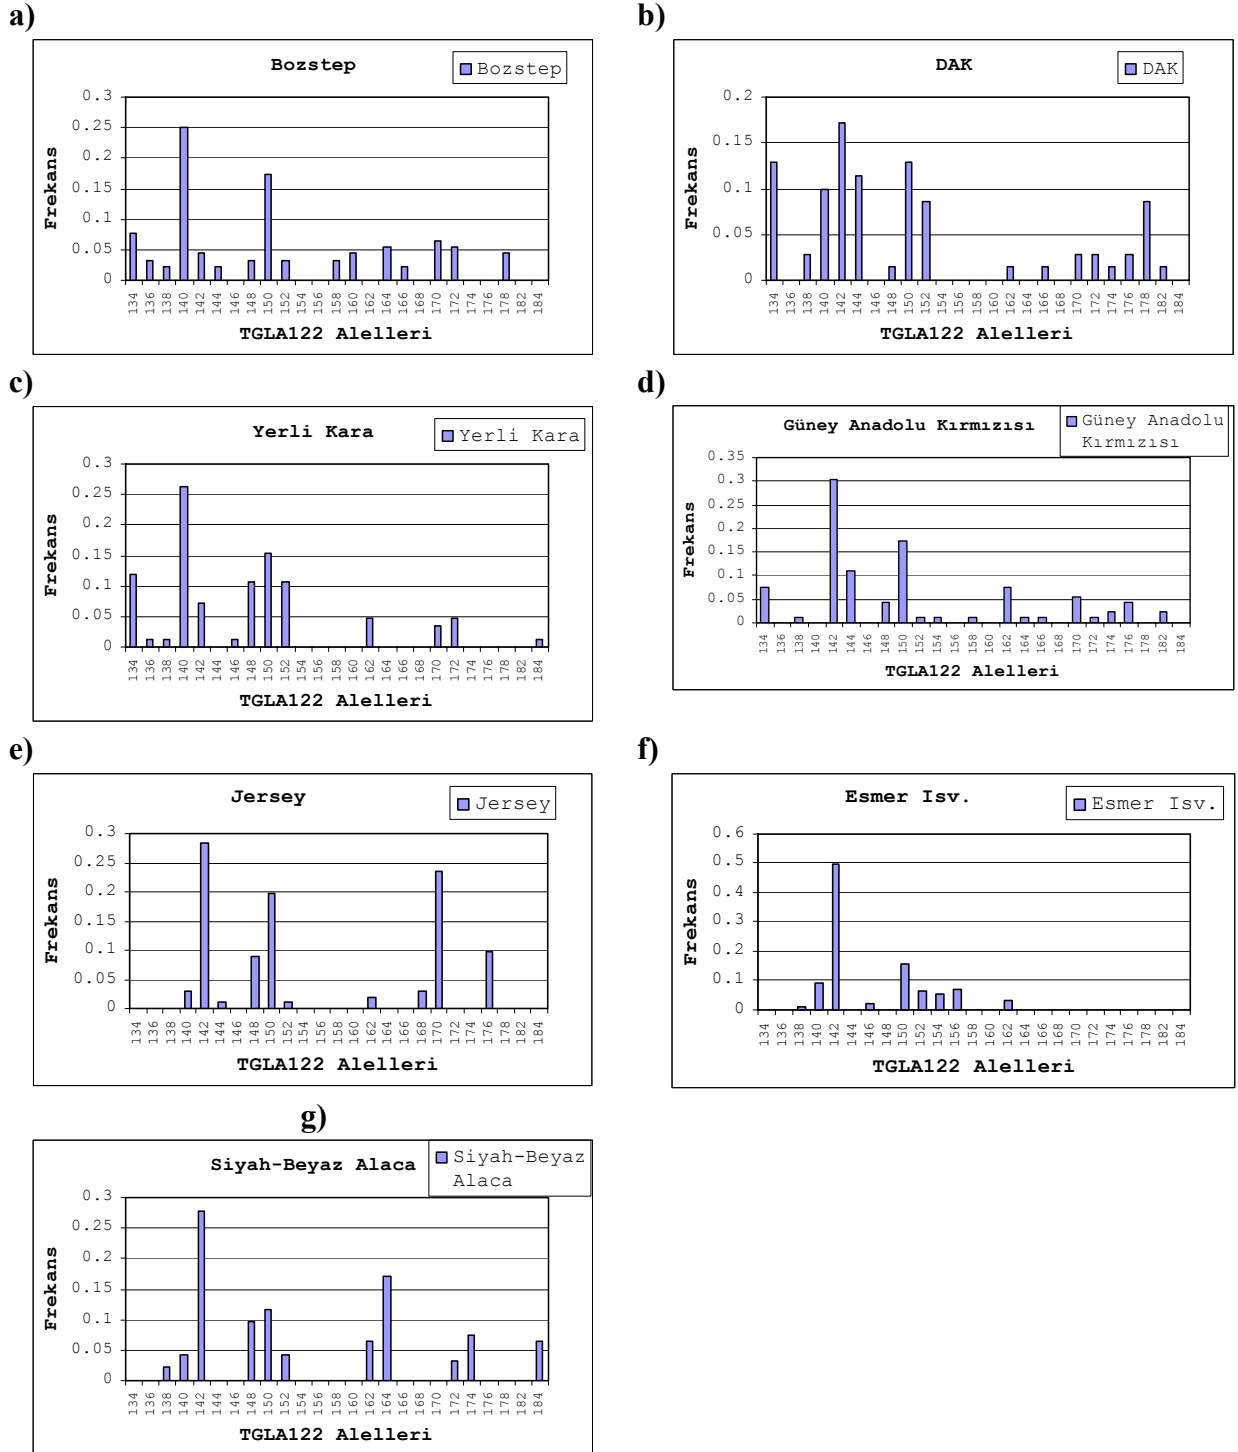 a)
Bozstep
Bozstep
0.3
0.25
0.2
0.15
0.1
0.05
0
Frekans
134 136 138 140 142 144 146 148 150 152 154 156 158 160 162 164 166 168 170 172 174 176 178 182 184
TGLA122 Alelleri
b)
DAK
DAK
0.2
0.15
0.1
0.05
0
Frekans
134 136 138 140 142 144 146 148 150 152 154 156 158 160 162 164 166 168 170 172 174 176 178 182 184
TGLA122 Alelleri
c)
Yerli Kara
Yerli Kara
0.3
0.25
0.2
0.15
0.1
0.05
0
Frekans
134 136 138 140 142 144 146 148 150 152 154 156 158 160 162 164 166 168 170 172 174 176 178 182 184
TGLA122 Alelleri
d)
Güney Anadolu Kırmızısı
Güney Anadolu
Kırmızısı
0.35
0.3
0.25
0.2
0.15
0.1
0.05
0
Frekans
134 136 138 140 142 144 146 148 150 152 154 156 158 160 162 164 166 168 170 172 174 176 178 182 184
TGLA122 Alelleri
e)
Jersey
Jersey
0.3
0.25
0.2
0.15
0.1
0.05
0
Frekans
134 136 138 140 142 144 146 148 150 152 154 156 158 160 162 164 166 168 170 172 174 176 178 182 184
TGLA122 Alelleri
f)
Esmer Isv.
Esmer Isv.
0.6
0.5
0.4
0.3
0.2
0.1
0
Frekans
134 136 138 140 142 144 146 148 150 152 154 156 158 160 162 164 166 168 170 172 174 176 178 182 184
TGLA122 Alelleri
g)
Siyah-Beyaz Alaca
Siyah-Beyaz
Alaca
0.3
0.25
0.2
0.15
0.1
0.05
0
Frekans
134 136 138 140 142 144 146 148 150 152 154 156 158 160 162 164 166 168 170 172 174 176 178 182 184
TGLA122 Alelleri